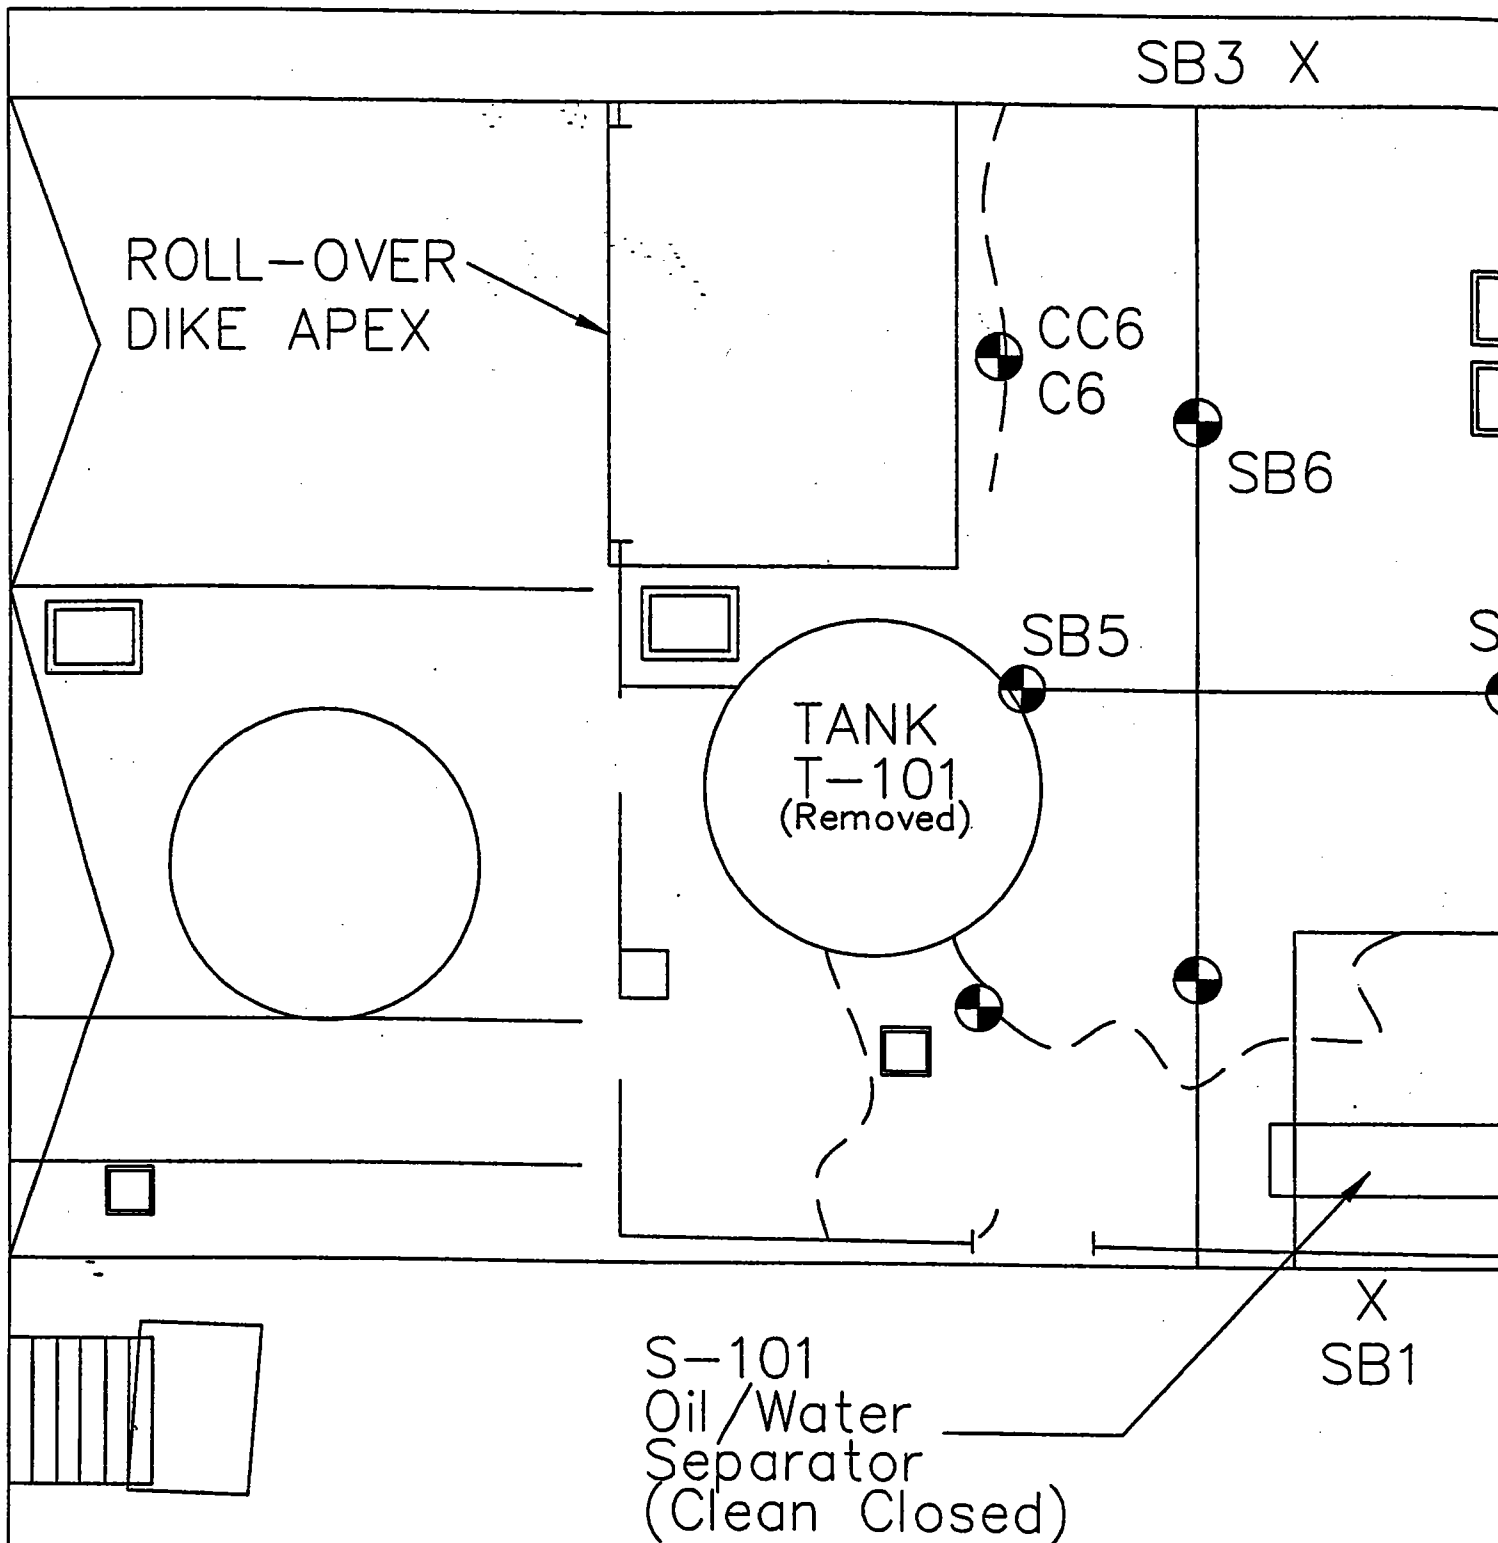 SB3 X
ROLL-OVER
DIKE APEX
CC6
C6
SB6
SB5
S
TANK
T-101
(Removed)
X
SB1
S-101
Oil/Water
Separator
(Clean Closed)